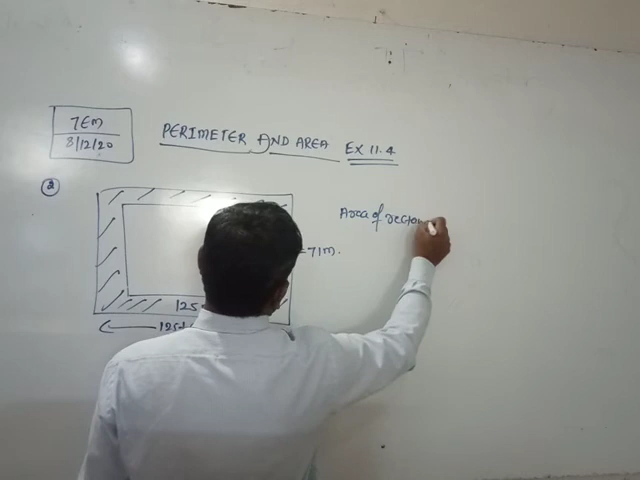 7EM
8/12/20
PERIMETER AND AREA Ex 11.4
2
Area of rectan
71m.
125
125+